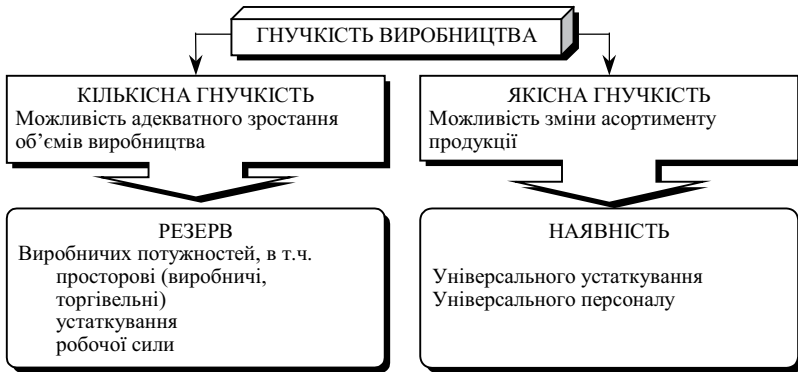 ГНУЧКІСТЬ ВИРОБНИЦТВА
КІЛЬКІСНА ГНУЧКІСТЬ
Можливість адекватного зростання
об’ємів виробництва
ЯКІСНА ГНУЧКІСТЬ
Можливість зміни асортименту
продукції
РЕЗЕРВ
Виробничих потужностей, в т.ч.
просторові (виробничі,
торгівельні)
устаткування
робочої сили
НАЯВНІСТЬ
Універсального устаткування
Універсального персоналу